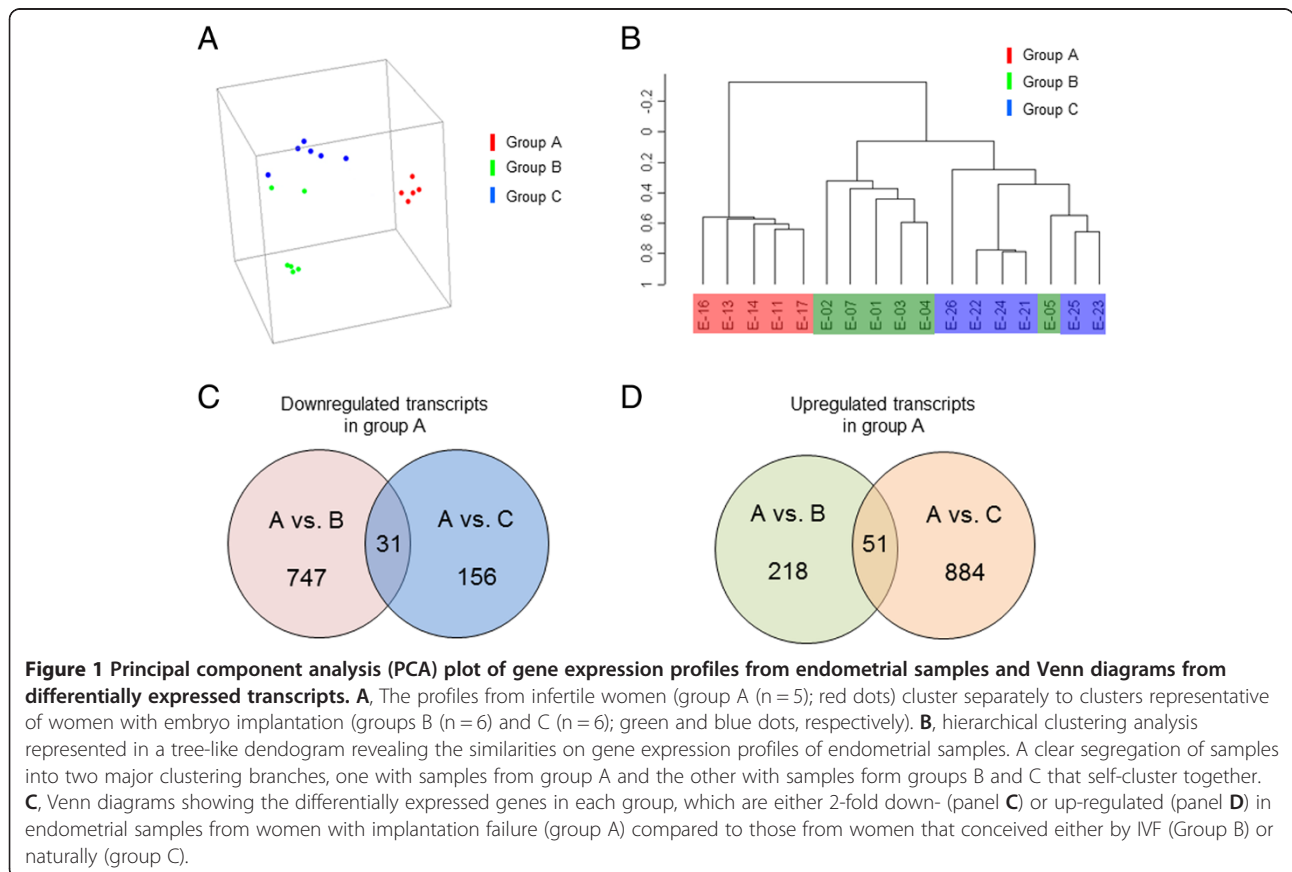 A
Group A
Group B
Group C
B
Group A
Group B
Group C
-0.2
0
0.2
0.4
0.6
0.8
1
E-16
E-13
E-14
E-11
E-17
E-02
E-07
E-01
E-03
E-04
E-26
E-22
E-24
E-21
E-05
E-25
E-23
C
Downregulated transcripts
in group A
A vs. B
747
31
A vs. C
156
D
Upregulated transcripts
in group A
A vs. B
218
51
A vs. C
884
Figure 1 Principal component analysis (PCA) plot of gene expression profiles from endometrial samples and Venn diagrams from
differentially expressed transcripts. A, The profiles from infertile women (group A (n = 5); red dots) cluster separately to clusters representative
of women with embryo implantation (groups B (n = 6) and C (n = 6); green and blue dots, respectively). B, hierarchical clustering analysis
represented in a tree-like dendogram revealing the similarities on gene expression profiles of endometrial samples. A clear segregation of samples
into two major clustering branches, one with samples from group A and the other with samples form groups B and C that self-cluster together.
C, Venn diagrams showing the differentially expressed genes in each group, which are either 2-fold down- (panel C) or up-regulated (panel D) in
endometrial samples from women with implantation failure (group A) compared to those from women that conceived either by IVF (Group B) or
naturally (group C).